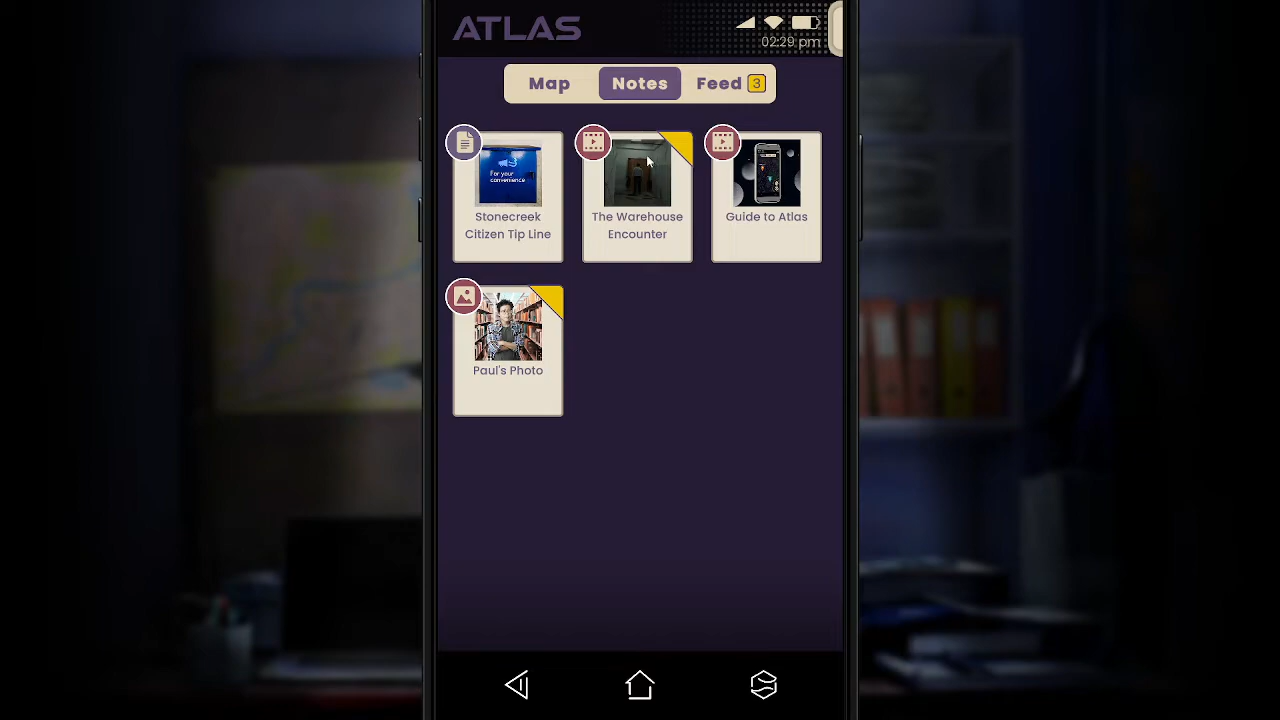 ATLAS
02:29 pm
Map
Notes
Feed 3
For your
convenience
Stonecreek
Citizen Tip Line
The Warehouse
Encounter
Guide to Atlas
Paul's Photo